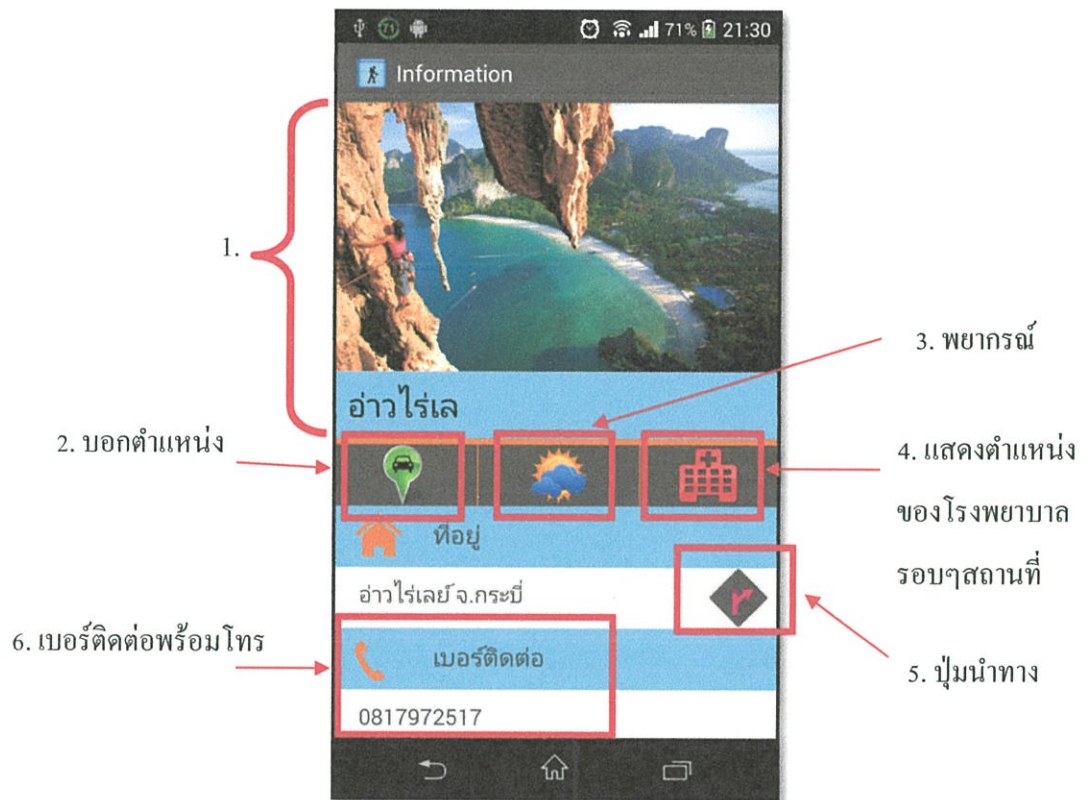 71
71% 21:30
Information
1.
อ่าวไร่เล
2. บอกตำแหน่ง
3. พยากรณ์
4. แสดงตำแหน่ง
ของโรงพยาบาล
รอบๆสถานที่
ที่อยู่
อ่าวไร่เลย์ จ.กระบี่
5. ปุ่มนำทาง
6. เบอร์ติดต่อพร้อมโทร
เบอร์ติดต่อ
0817972517